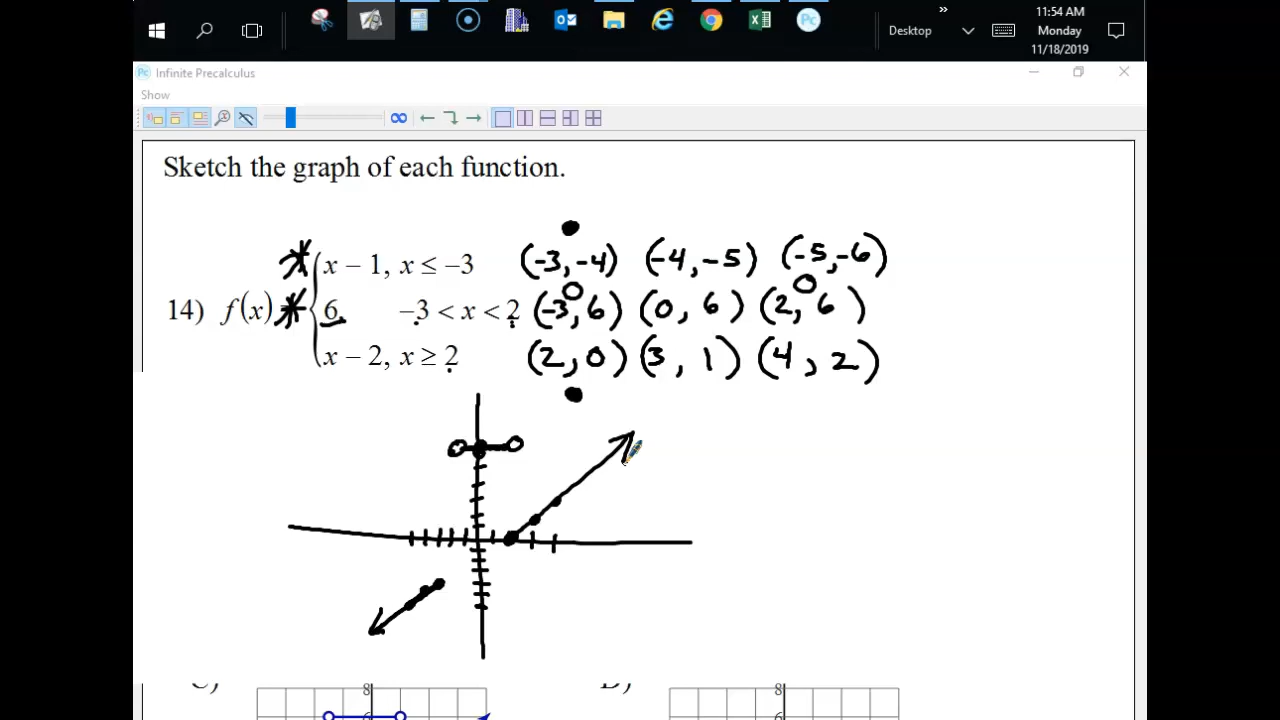 11:54 AM
Desktop Monday
11/18/2019
Infinite Precalculus
Show
Sketch the graph of each function.
x – 1, x ≤ –3 (-3,-4) (-4,-5) (-5,-6)
14) f(x) = 6, –3 < x < 2 (-3,6) (0,6) (2,6)
x – 2, x ≥ 2 (2,0) (3,1) (4,2)
C) D)
8 8
6 6